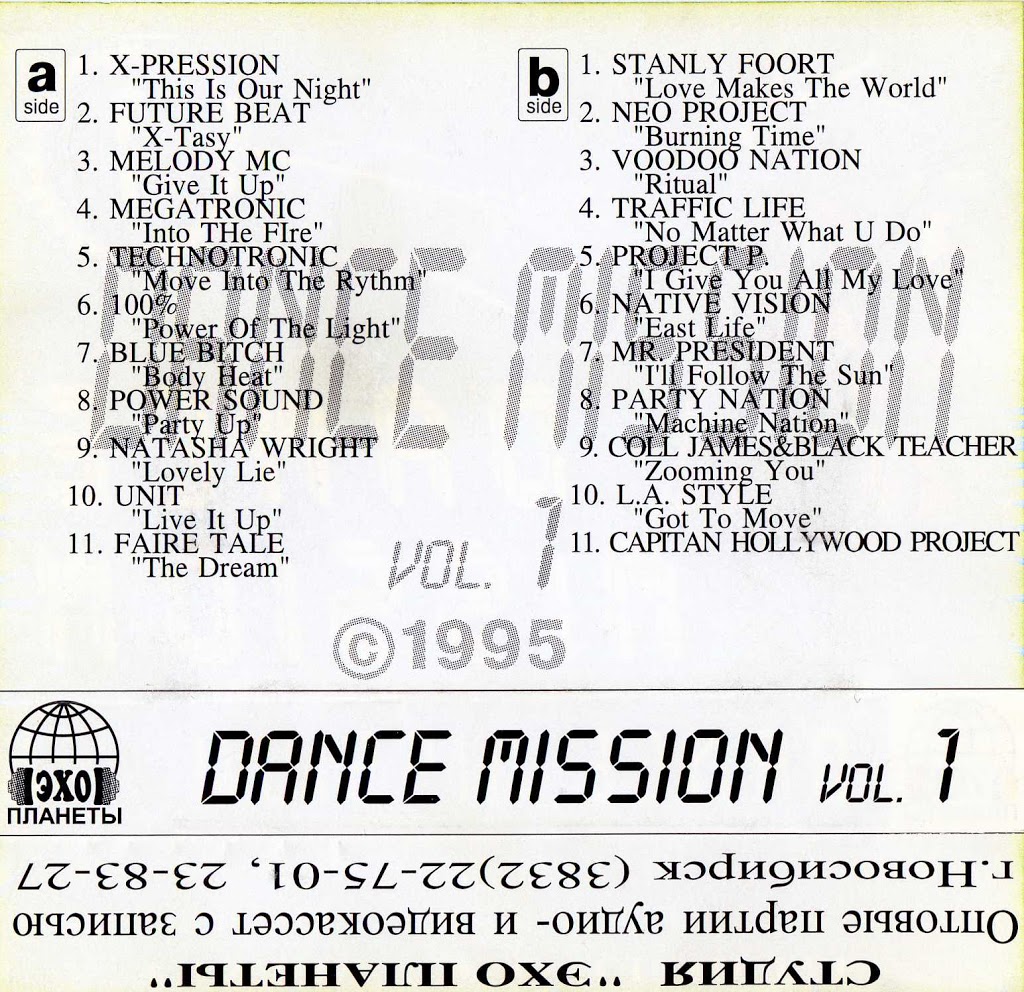 a
side
1. X-PRESSION
"This Is Our Night"
2. FUTURE BEAT
"X-Tasy"
3. MELODY MC
"Give It Up"
4. MEGATRONIC
"Into THe FIre"
5. TECHNOTRONIC
"Move Into The Rythm"
6. 100%
"Power Of The Light"
7. BLUE BITCH
"Body Heat"
8. POWER SOUND
"Party Up"
9. NATASHA WRIGHT
"Lovely Lie"
10. UNIT
"Live It Up"
11. FAIRE TALE
"The Dream"
b
side
1. STANLY FOORT
"Love Makes The World"
2. NEO PROJECT
"Burning Time"
3. VOODOO NATION
"Ritual"
4. TRAFFIC LIFE
"No Matter What U Do"
5. PROJECT P.
"I Give You All My Love"
6. NATIVE VISION
"East Life"
7. MR. PRESIDENT
"I'll Follow The Sun"
8. PARTY NATION
"Machine Nation
9. COLL JAMES&BLACK TEACHER
"Zooming You"
10. L.A. STYLE
"Got To Move"
11. CAPITAN HOLLYWOOD PROJECT
DANCE MISSION
VOL. 1
©1995
ЭХО
ПЛАНЕТЫ
DANCE MISSION VOL. 1
СТУДИЯ "ЭХО ПЛАНЕТЫ"
Оптовые партии аудио- и видеокассет с записью
г.Новосибирск (3832)22-75-01, 23-83-27